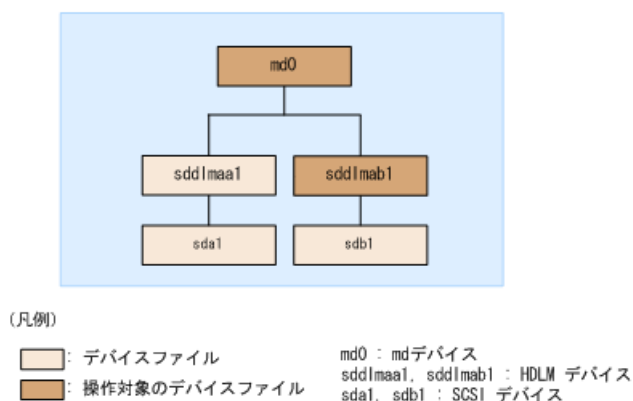 md0
sddlmaa1 sddlmab1
sda1 sdb1
(凡例)
: デバイスファイル
: 操作対象のデバイスファイル
md0 : mdデバイス
sddlmaa1, sddlmab1 : HDLM デバイス
sda1, sdb1 : SCSI デバイス